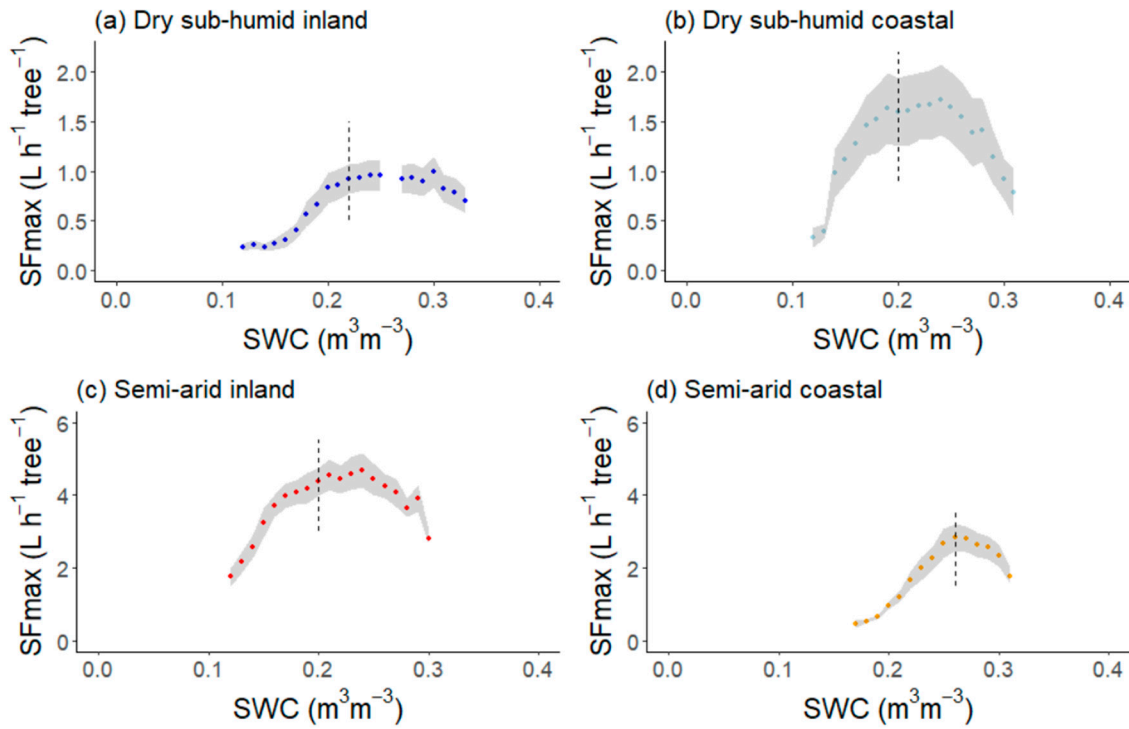 (a) Dry sub-humid inland
SFmax (L h⁻¹ tree⁻¹)
2.0
1.5
1.0
0.5
0.0
0.0 0.1 0.2 0.3 0.4
SWC (m³m⁻³)
(b) Dry sub-humid coastal
SFmax (L h⁻¹ tree⁻¹)
2.0
1.5
1.0
0.5
0.0
0.0 0.1 0.2 0.3 0.4
SWC (m³m⁻³)
(c) Semi-arid inland
SFmax (L h⁻¹ tree⁻¹)
6
4
2
0
0.0 0.1 0.2 0.3 0.4
SWC (m³m⁻³)
(d) Semi-arid coastal
SFmax (L h⁻¹ tree⁻¹)
6
4
2
0
0.0 0.1 0.2 0.3 0.4
SWC (m³m⁻³)